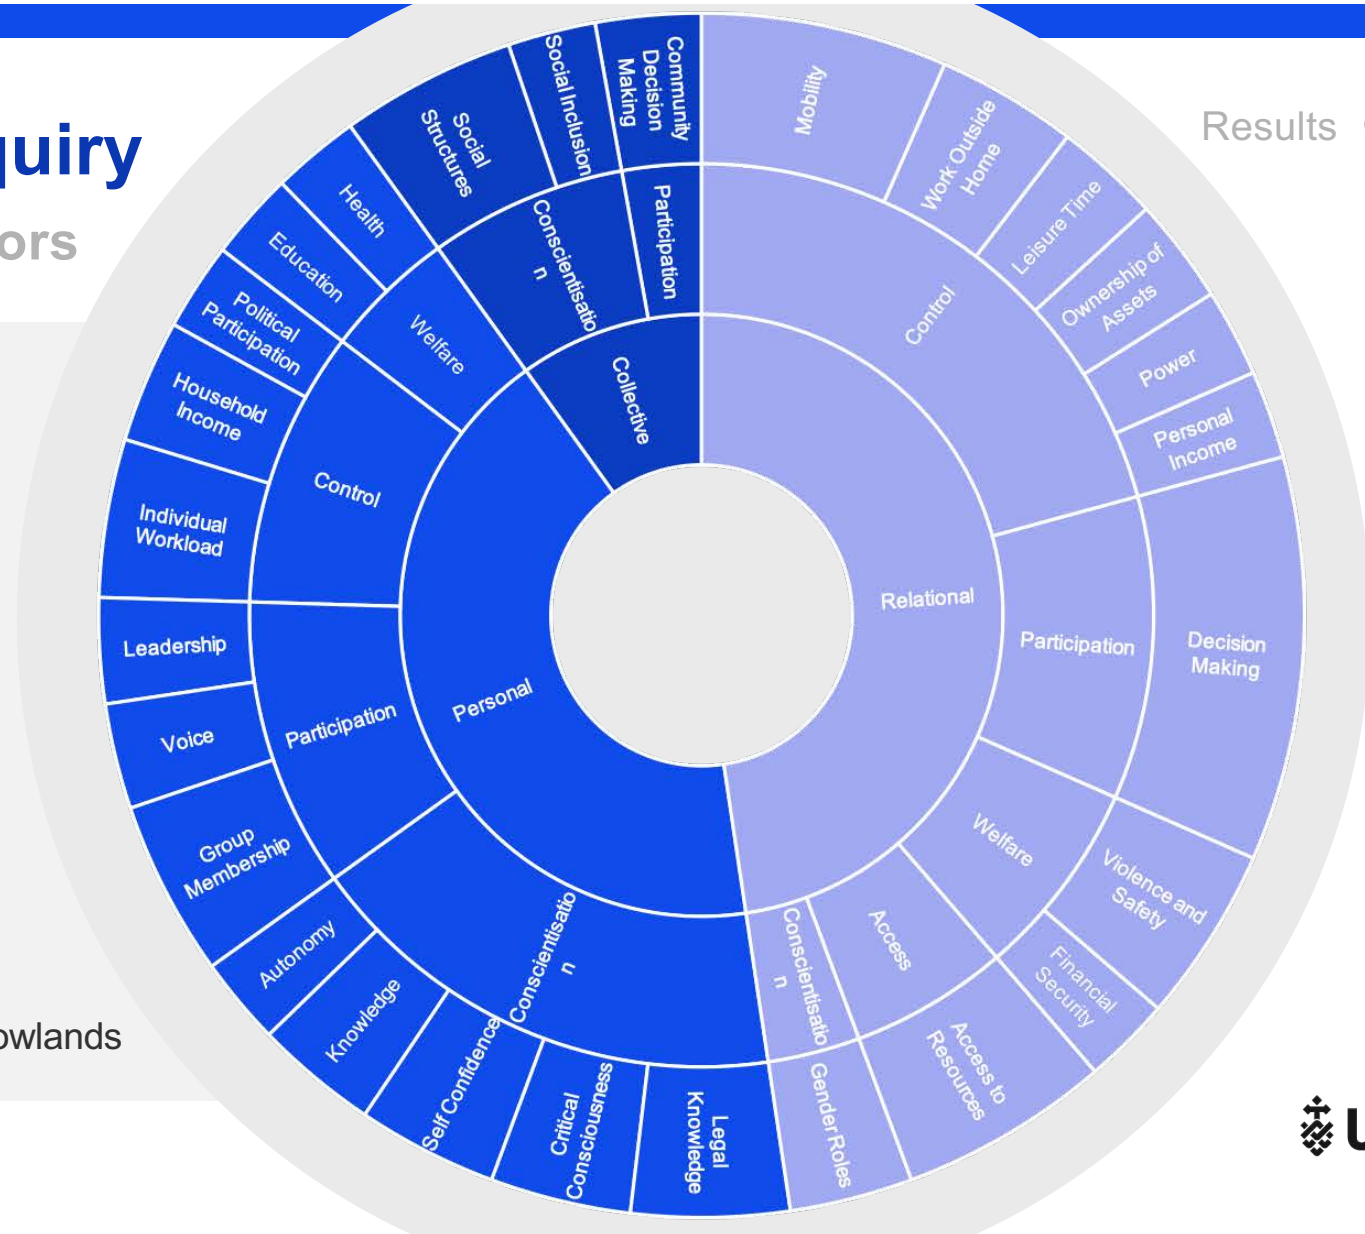 quiry
ors
Results
owlands
U
Collective
Participation
Community
Decision
Making
Conscientisatio
n
Social Inclusion
Social
Structures
Relational
Control
Mobility
Work Outside
Home
Leisure Time
Ownership of
Assets
Power
Personal
Income
Participation
Decision
Making
Welfare
Violence and
Safety
Financial
Security
Access
Access to
Resources
Conscientisatio
n
Gender Roles
Personal
Conscientisatio
n
Legal
Knowledge
Critical
Consciousness
Self Confidence
Knowledge
Autonomy
Participation
Group
Membership
Voice
Leadership
Control
Individual
Workload
Household
Income
Political
Participation
Welfare
Education
Health